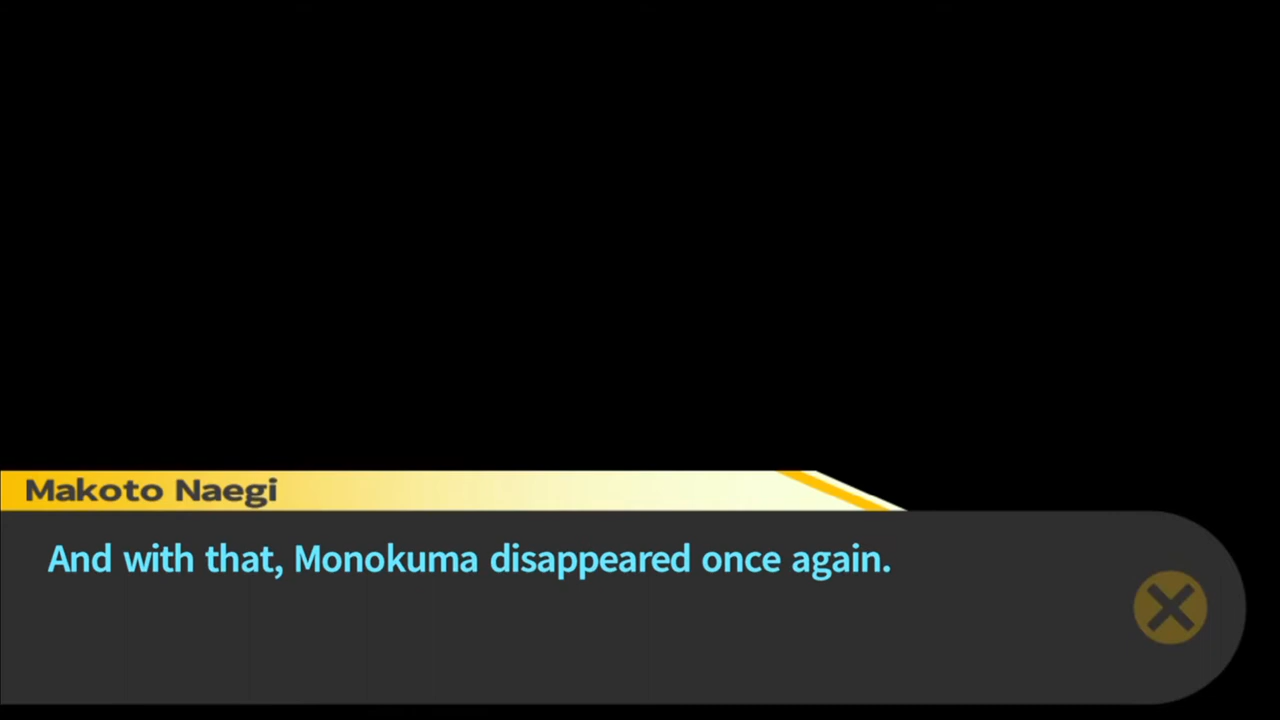 Makoto Naegi
And with that, Monokuma disappeared once again.